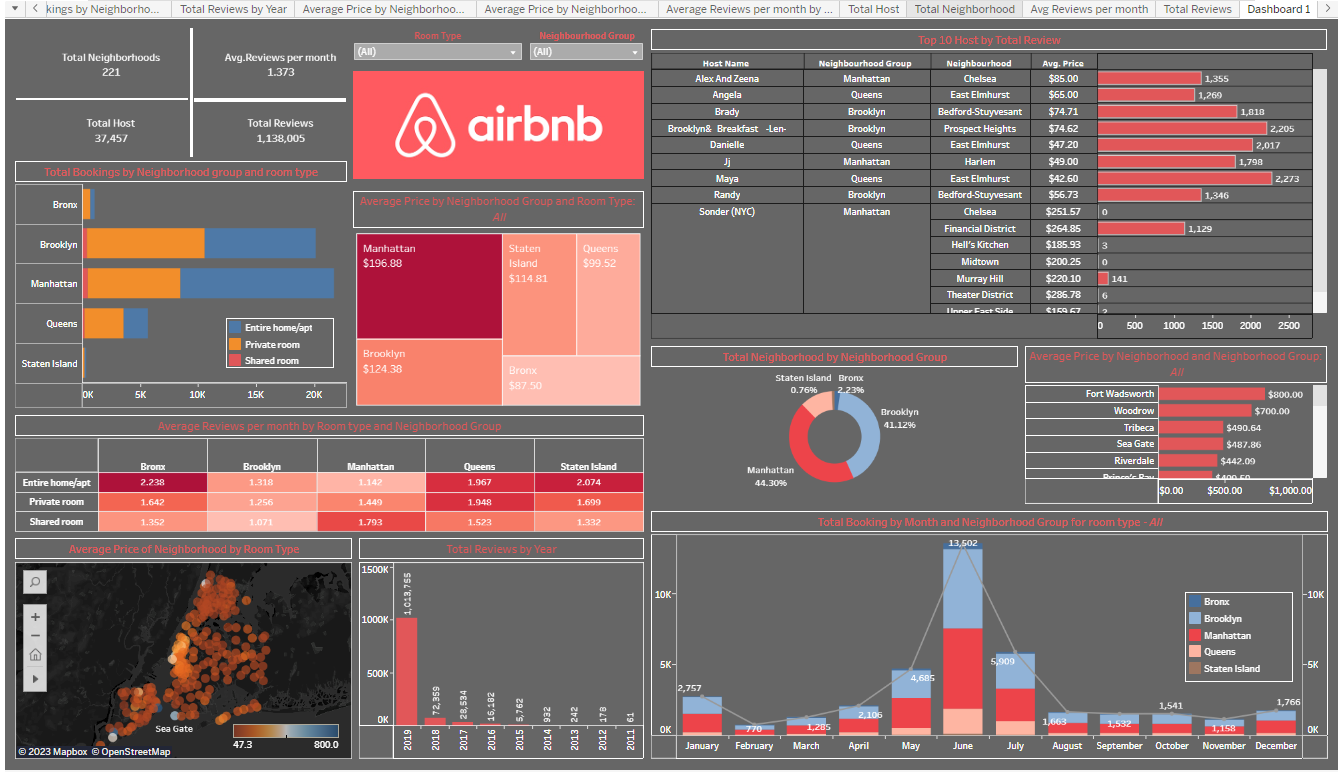 kings by Neighborho...
Total Reviews by Year
Average Price by Neighborhoo...
Average Price by Neighborhoo...
Average Reviews per month by ...
Total Host
Total Neighborhood
Avg Reviews per month
Total Reviews
Dashboard 1
Total Neighborhoods
221
Avg.Reviews per month
1.373
Total Host
37,457
Total Reviews
1,138,005
Room Type
(All)
Neighbourhood Group
(All)
airbnb
Top 10 Host by Total Review
Host Name Neighbourhood Group Neighbourhood Avg. Price
Alex And Zeena Manhattan Chelsea $85.00 1,355
Angela Queens East Elmhurst $65.00 1,269
Brady Brooklyn Bedford-Stuyvesant $74.71 1,818
Brooklyn& Breakfast -Len- Brooklyn Prospect Heights $74.62 2,205
Danielle Queens East Elmhurst $47.20 2,017
Jj Manhattan Harlem $49.00 1,798
Maya Queens East Elmhurst $42.60 2,273
Randy Brooklyn Bedford-Stuyvesant $56.73 1,346
Sonder (NYC) Manhattan Chelsea $251.57 0
Financial District $264.85 1,129
Hell's Kitchen $185.93 3
Midtown $200.25 0
Murray Hill $220.10 141
Theater District $286.78 6
Upper East Side $159.67 2
0 500 1000 1500 2000 2500
Total Bookings by Neighborhood group and room type
Bronx
Brooklyn
Manhattan
Queens
Staten Island
Entire home/apt
Private room
Shared room
0K 5K 10K 15K 20K
Average Price by Neighborhood Group and Room Type:
All
Manhattan
$196.88
Staten
Island
$114.81
Queens
$99.52
Brooklyn
$124.38
Bronx
$87.50
Total Neighborhood by Neighborhood Group
Staten Island
0.76%
Bronx
2.23%
Brooklyn
41.12%
Manhattan
44.30%
Average Price by Neighborhood and Neighborhood Group:
All
Fort Wadsworth $800.00
Woodrow $700.00
Tribeca $490.64
Sea Gate $487.86
Riverdale $442.09
Prince's Bay $409.50
$0.00 $500.00 $1,000.00
Average Reviews per month by Room type and Neighborhood Group
Bronx Brooklyn Manhattan Queens Staten Island
Entire home/apt 2.238 1.318 1.142 1.967 2.074
Private room 1.642 1.256 1.449 1.948 1.699
Shared room 1.352 1.071 1.793 1.523 1.332
Average Price of Neighborhood by Room Type
Sea Gate
47.3 800.0
© 2023 Mapbox © OpenStreetMap
Total Reviews by Year
1500K
1000K
500K
0K
1,013,755
72,359
28,534
16,182
5,762
932
242
178
61
2019 2018 2017 2016 2015 2014 2013 2012 2011
Total Booking by Month and Neighborhood Group for room type - All
10K
5K
0K
2,757
770
1,285
2,106
4,685
13,502
5,909
1,663
1,532
1,541
1,158
1,766
Bronx
Brooklyn
Manhattan
Queens
Staten Island
10K
5K
0K
January February March April May June July August September October November December